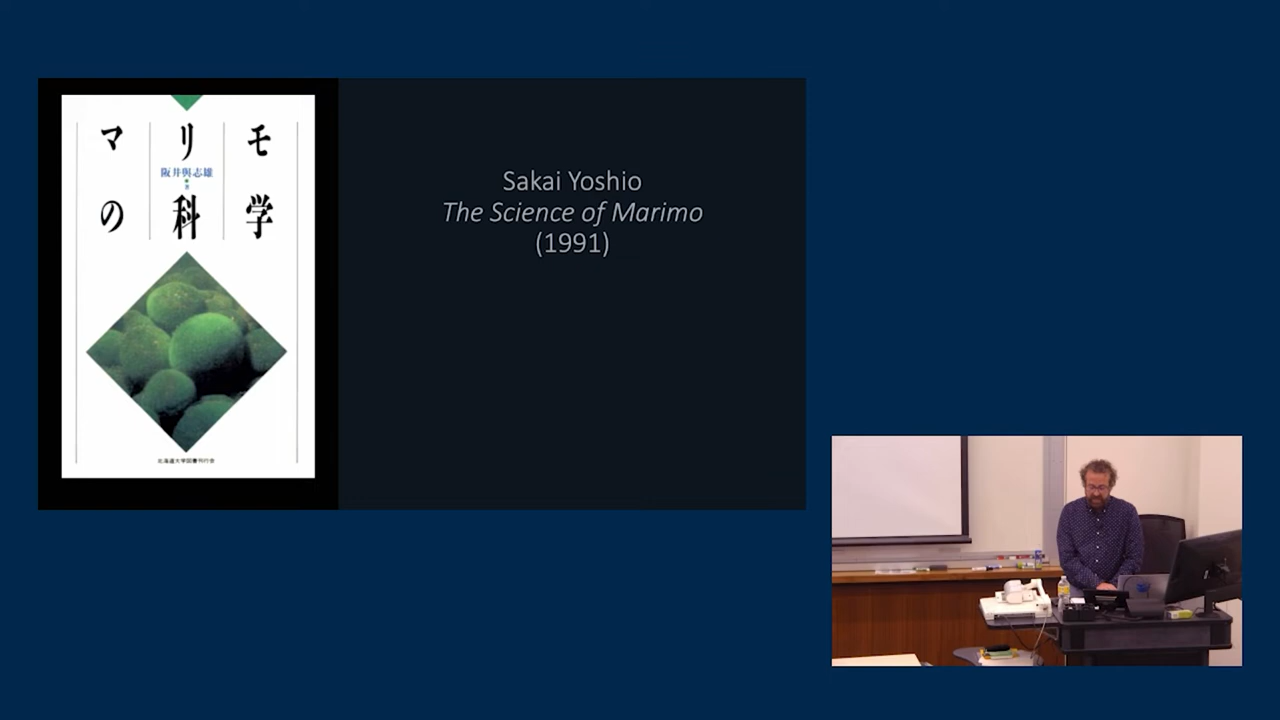 マリモ
阪井與志雄
著
の科学
北海道大学図書刊行会
Sakai Yoshio
The Science of Marimo
(1991)